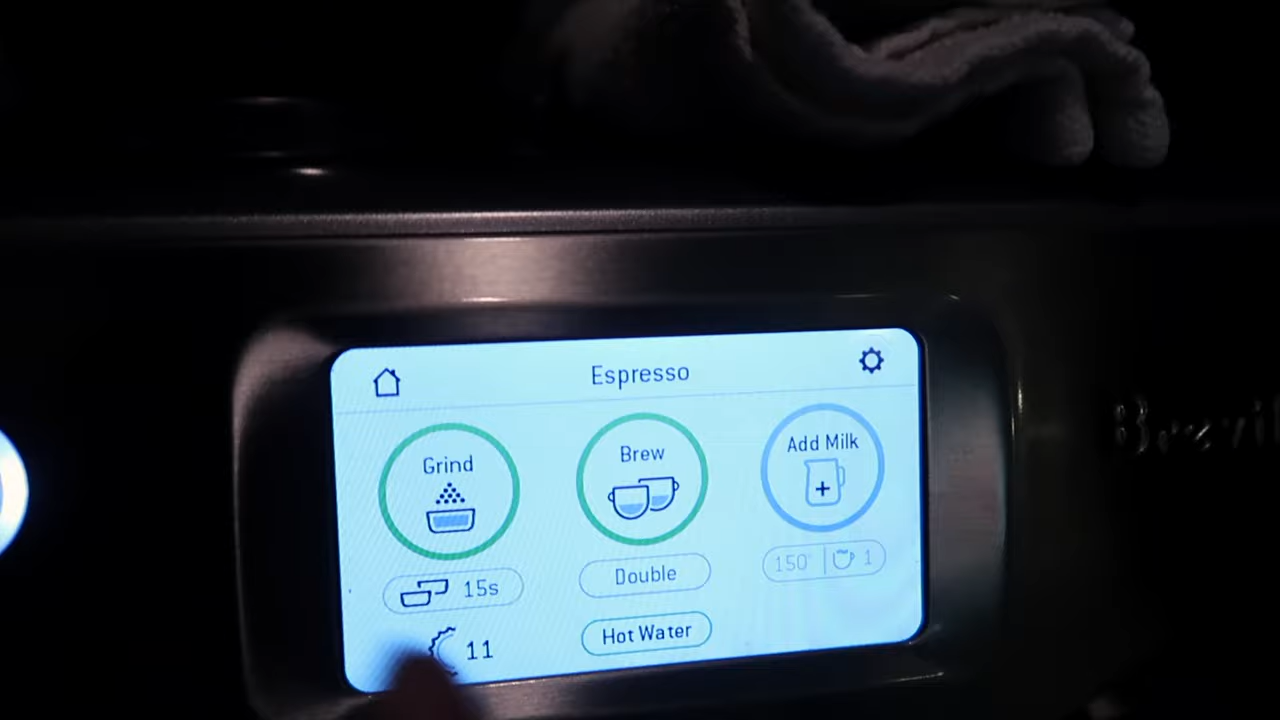 Espresso
Grind
Brew
Add Milk
15s
Double
150° 1
11
Hot Water